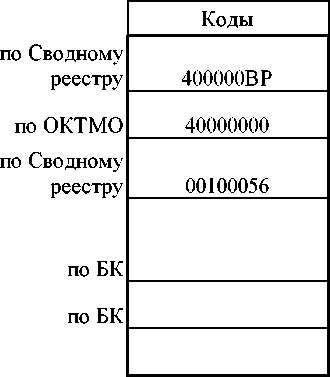 Коды
по Сводному
реестру 400000ВР
по ОКТМО 40000000
по Сводному
реестру 00100056
по БК
по БК